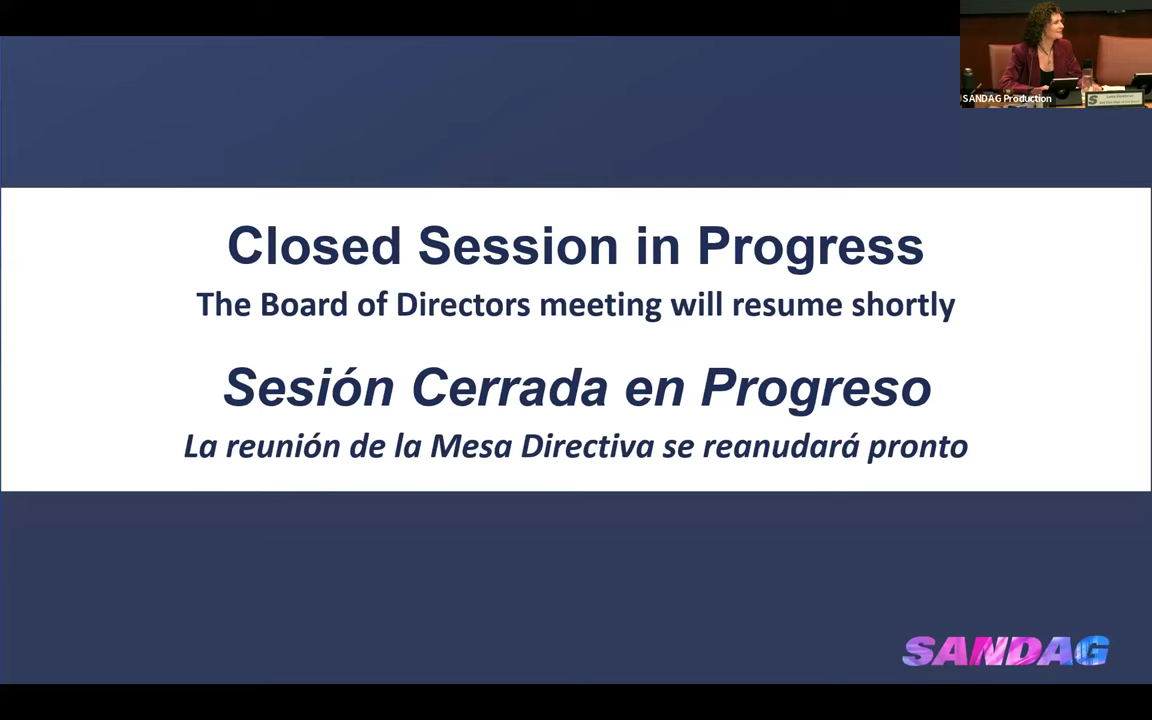 SANDAG Production
Closed Session in Progress
The Board of Directors meeting will resume shortly
Sesión Cerrada en Progreso
La reunión de la Mesa Directiva se reanudará pronto
SANDAG